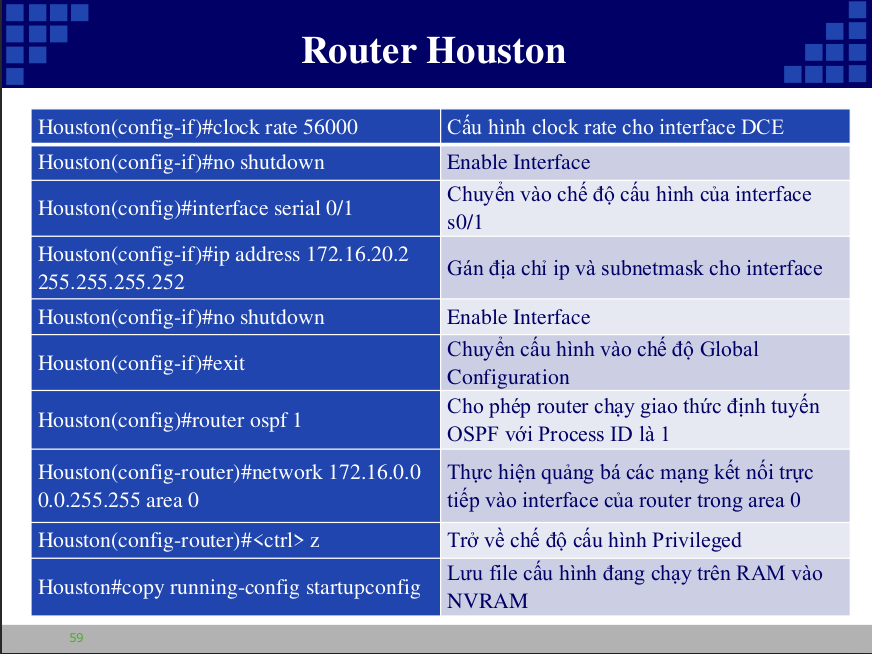 Router Houston
Houston(config-if)#clock rate 56000
Cấu hình clock rate cho interface DCE
Houston(config-if)#no shutdown
Enable Interface
Houston(config)#interface serial 0/1
Chuyển vào chế độ cấu hình của interface
s0/1
Houston(config-if)#ip address 172.16.20.2
255.255.255.252
Gán địa chỉ ip và subnetmask cho interface
Houston(config-if)#no shutdown
Enable Interface
Houston(config-if)#exit
Chuyển cấu hình vào chế độ Global
Configuration
Houston(config)#router ospf 1
Cho phép router chạy giao thức định tuyến
OSPF với Process ID là 1
Houston(config-router)#network 172.16.0.0
0.0.255.255 area 0
Thực hiện quảng bá các mạng kết nối trực
tiếp vào interface của router trong area 0
Houston(config-router)#<ctrl> z
Trở về chế độ cấu hình Privileged
Houston#copy running-config startupconfig
Lưu file cấu hình đang chạy trên RAM vào
NVRAM
59